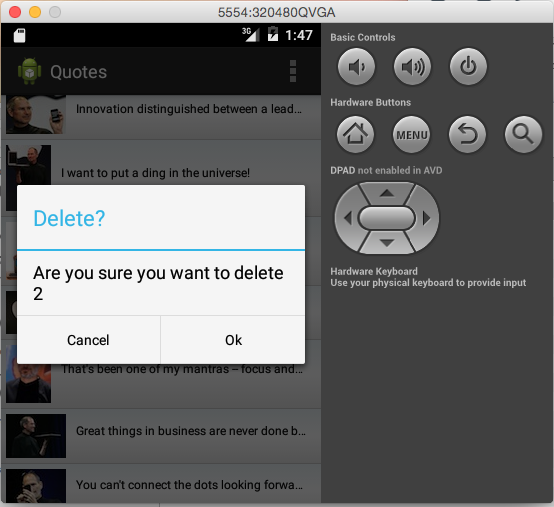 5554:320480QVGA
3G 1:47
Quotes
Innovation distinguished between a lead...
I want to put a ding in the universe!
Delete?
Are you sure you want to delete
2
Cancel
Ok
That's been one of my mantras – focus and...
Great things in business are never done b...
You can't connect the dots looking forwa...
Basic Controls
Hardware Buttons
MENU
DPAD not enabled in AVD
Hardware Keyboard
Use your physical keyboard to provide input